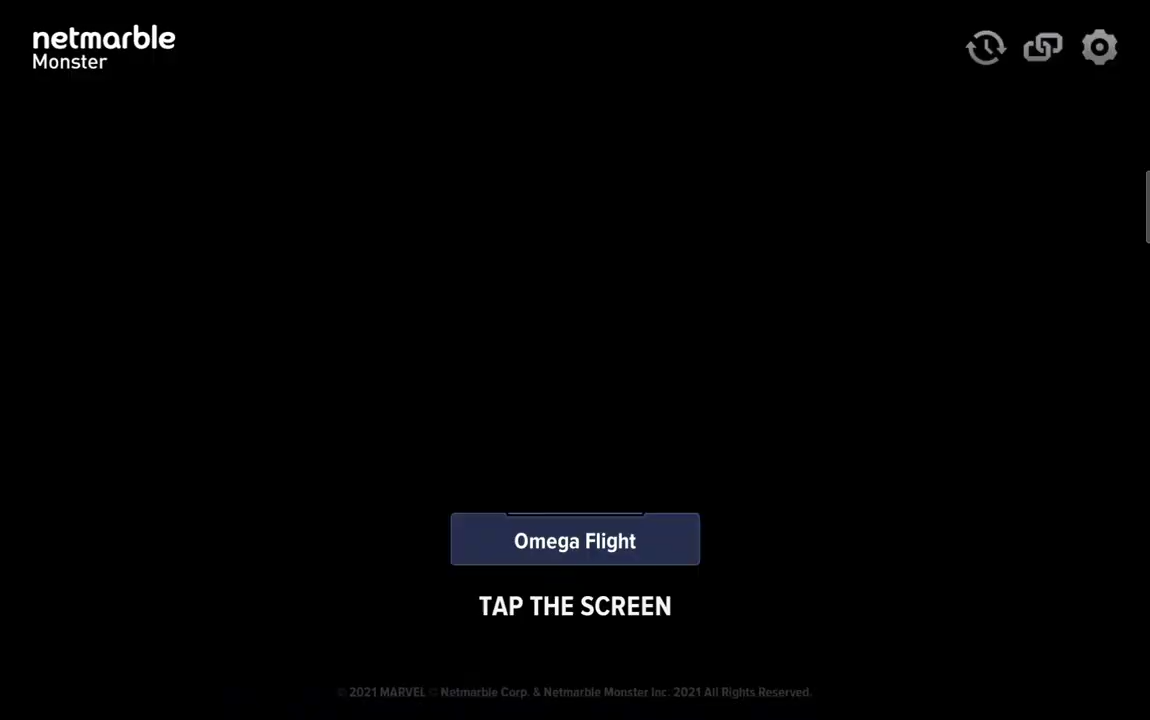 netmarble
Monster
Omega Flight
TAP THE SCREEN
© 2021 MARVEL © Netmarble Corp. & Netmarble Monster Inc. 2021 All Rights Reserved.